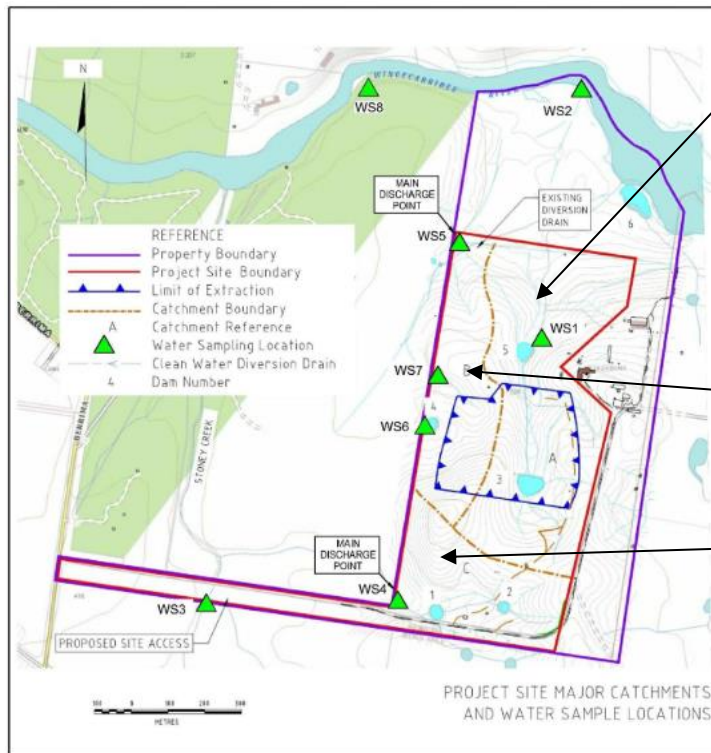 N
WINGECARRIBEE
WS8
WS2
MAIN
DISCHARGE
POINT
EXISTING
DIVERSION
DRAIN
6
WS5
REFERENCE
Property Boundary
Project Site Boundary
Limit of Extraction
Catchment Boundary
A Catchment Reference
Water Sampling Location
Clean Water Diversion Drain
4 Dam Number
WS1
5
WS7
B
4
WS6
A
3
BERRIMA
STONEY CREEK
MAIN
DISCHARGE
POINT
C
WS4
1
2
WS3
PROPOSED SITE ACCESS
METRES
PROJECT SITE MAJOR CATCHMENTS
AND WATER SAMPLE LOCATIONS